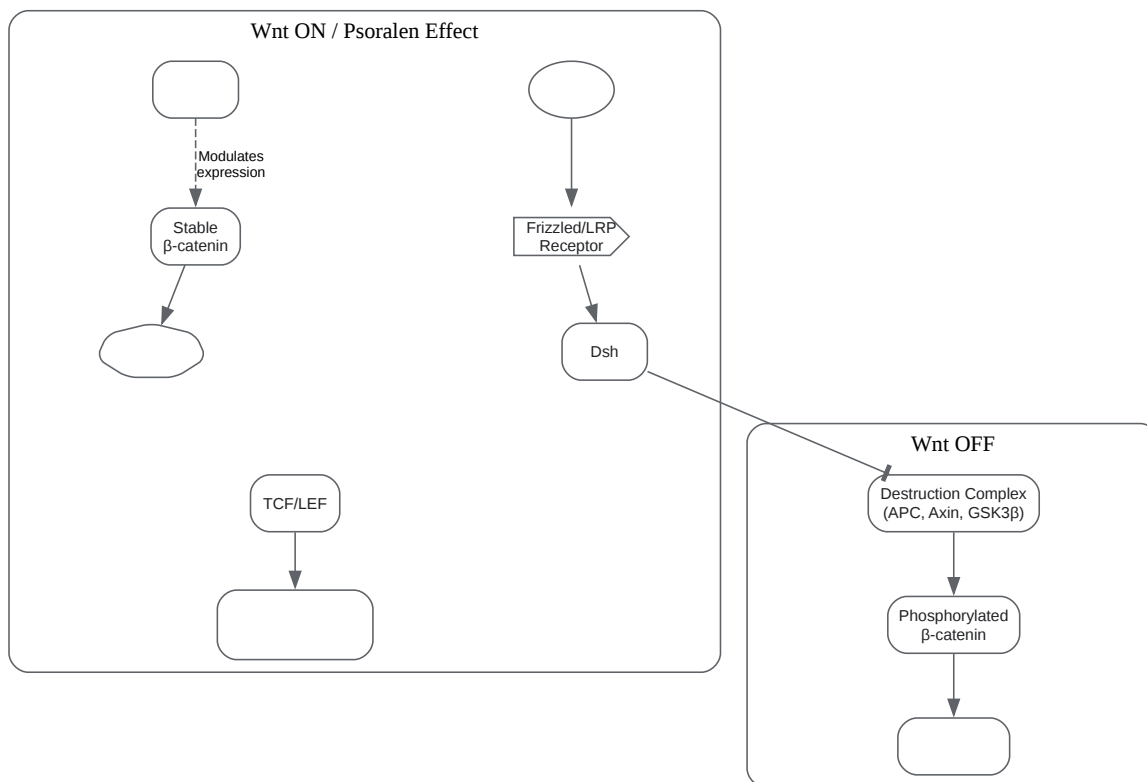 Wnt ON / Psoralen Effect
Modulates
expression
Stable
β-catenin
Frizzled/LRP
Receptor
Dsh
TCF/LEF
Wnt OFF
Destruction Complex
(APC, Axin, GSK3β)
Phosphorylated
β-catenin